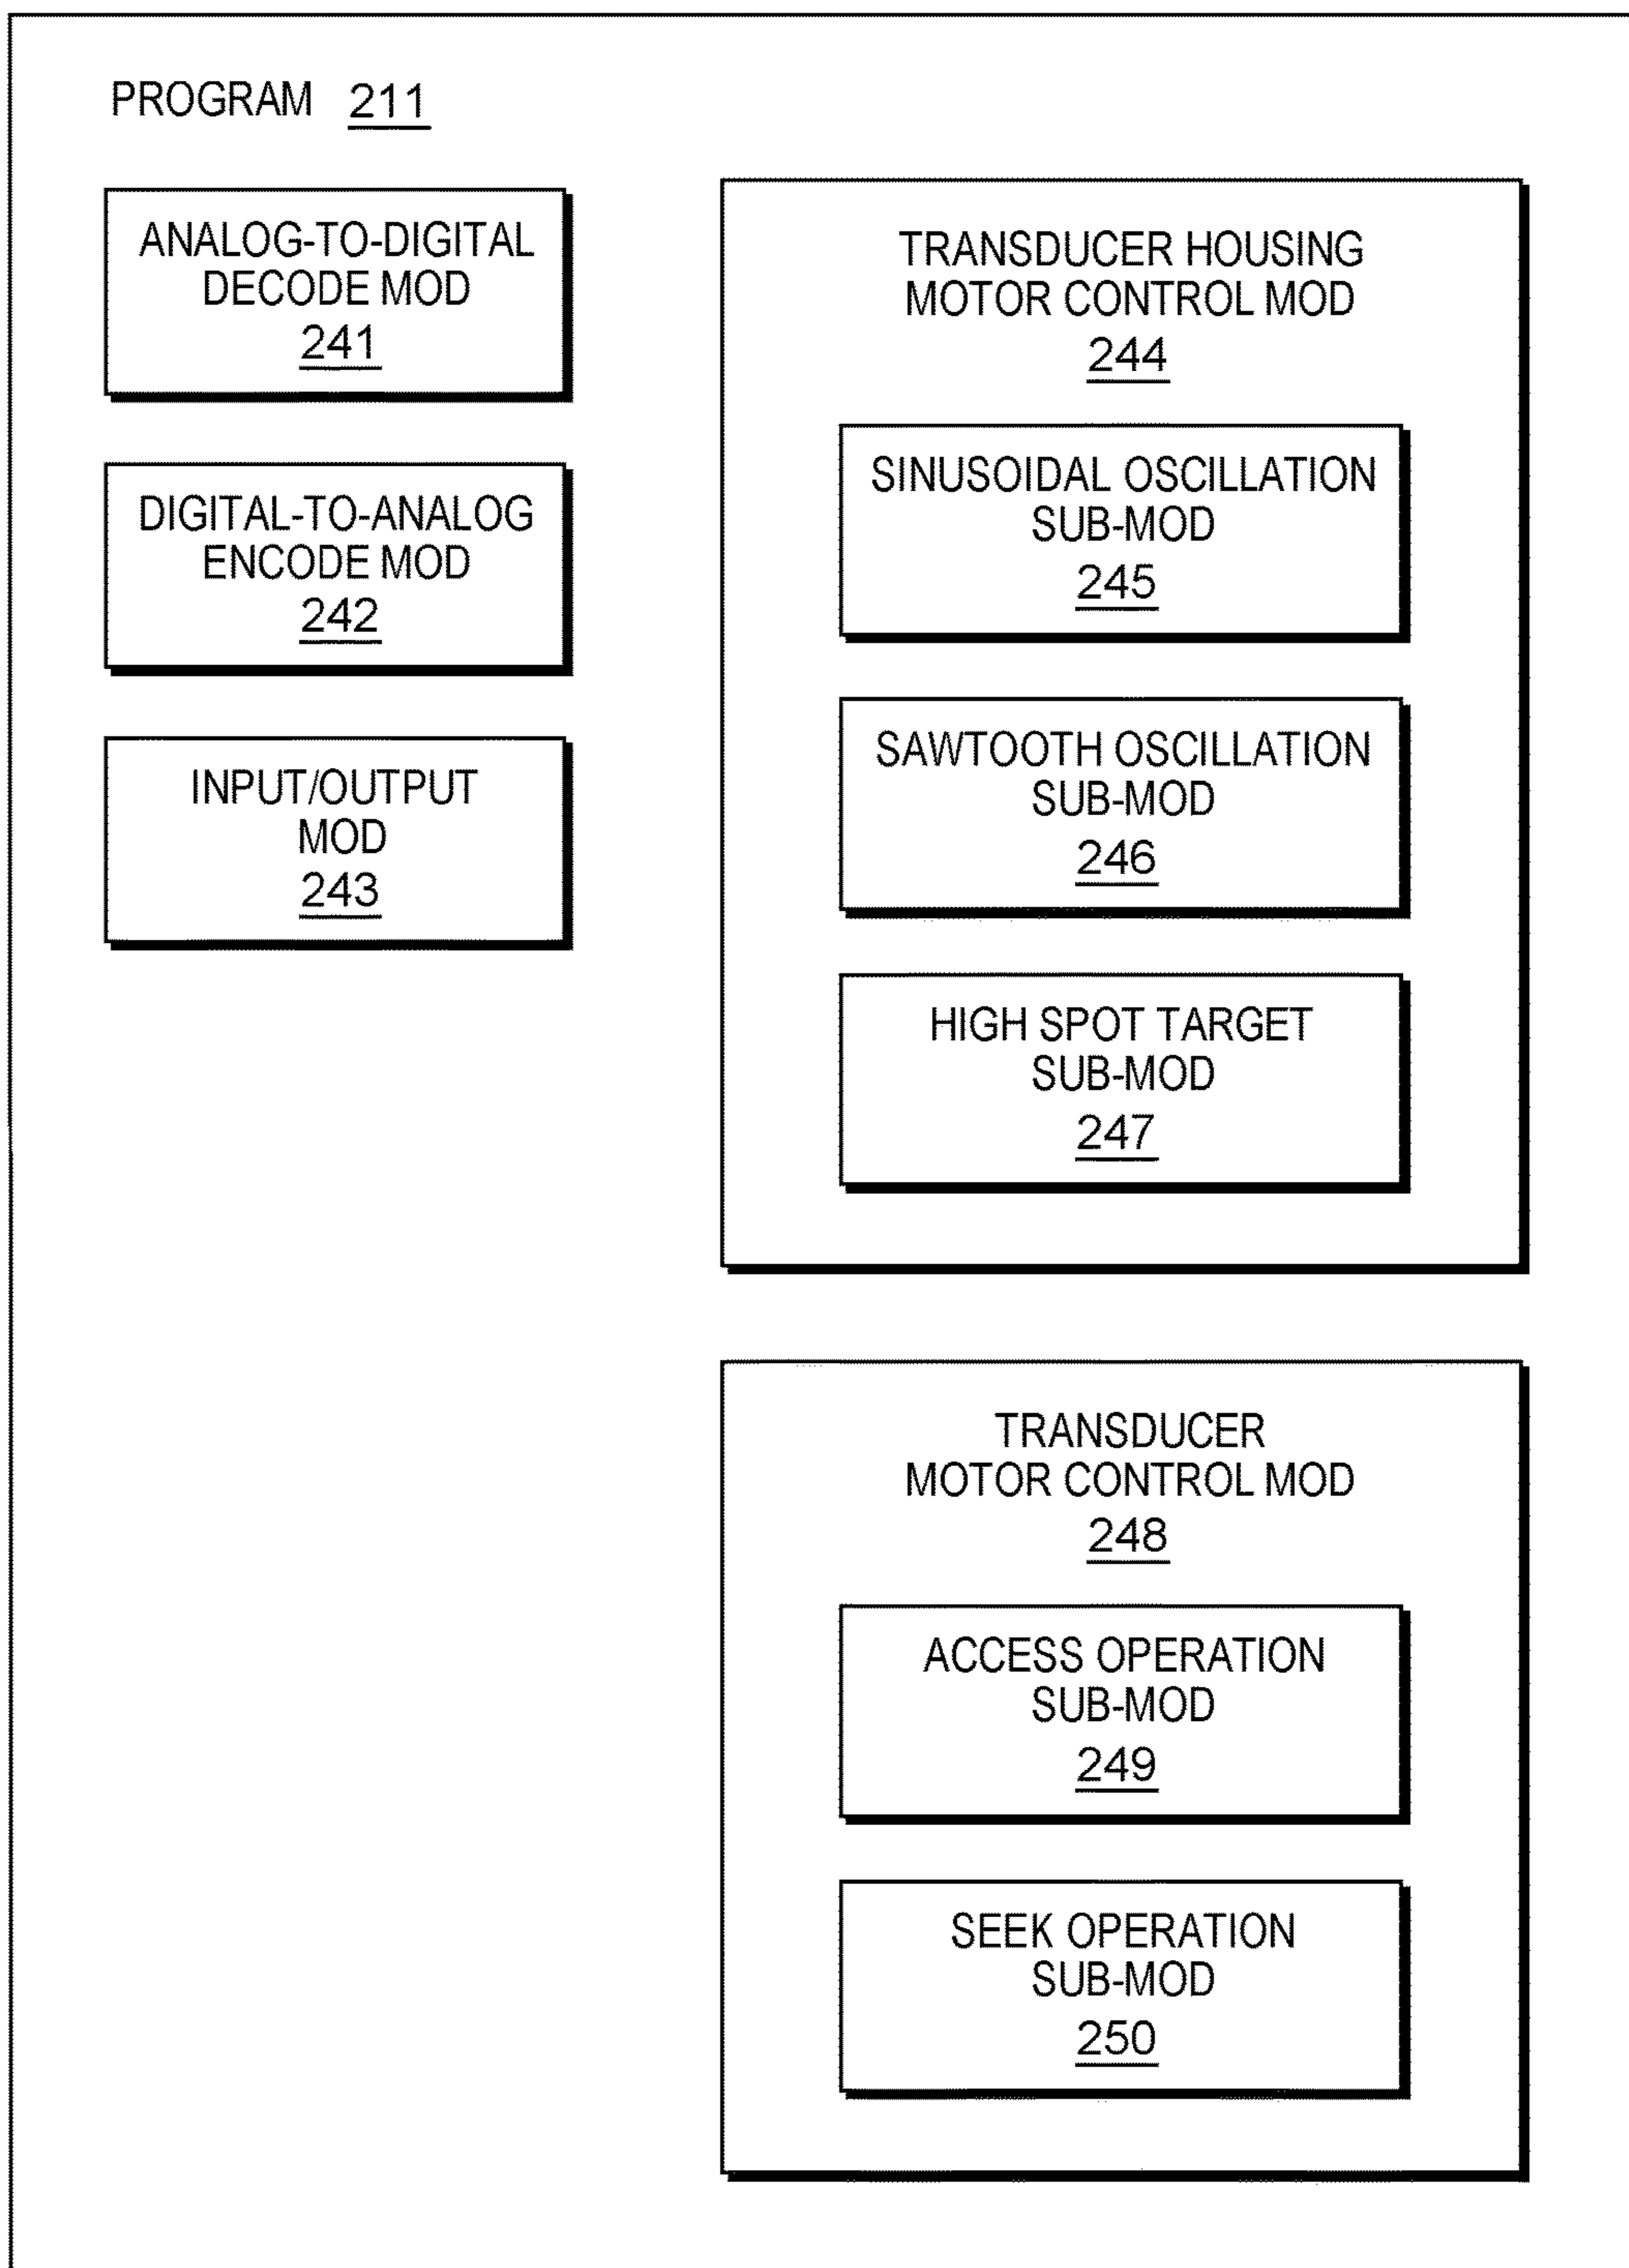 PROGRAM 211
ANALOG-TO-DIGITAL
DECODE MOD
241
DIGITAL-TO-ANALOG
ENCODE MOD
242
INPUT/OUTPUT
MOD
243
TRANSDUCER HOUSING
MOTOR CONTROL MOD
244
SINUSOIDAL OSCILLATION
SUB-MOD
245
SAWTOOTH OSCILLATION
SUB-MOD
246
HIGH SPOT TARGET
SUB-MOD
247
TRANSDUCER
MOTOR CONTROL MOD
248
ACCESS OPERATION
SUB-MOD
249
SEEK OPERATION
SUB-MOD
250